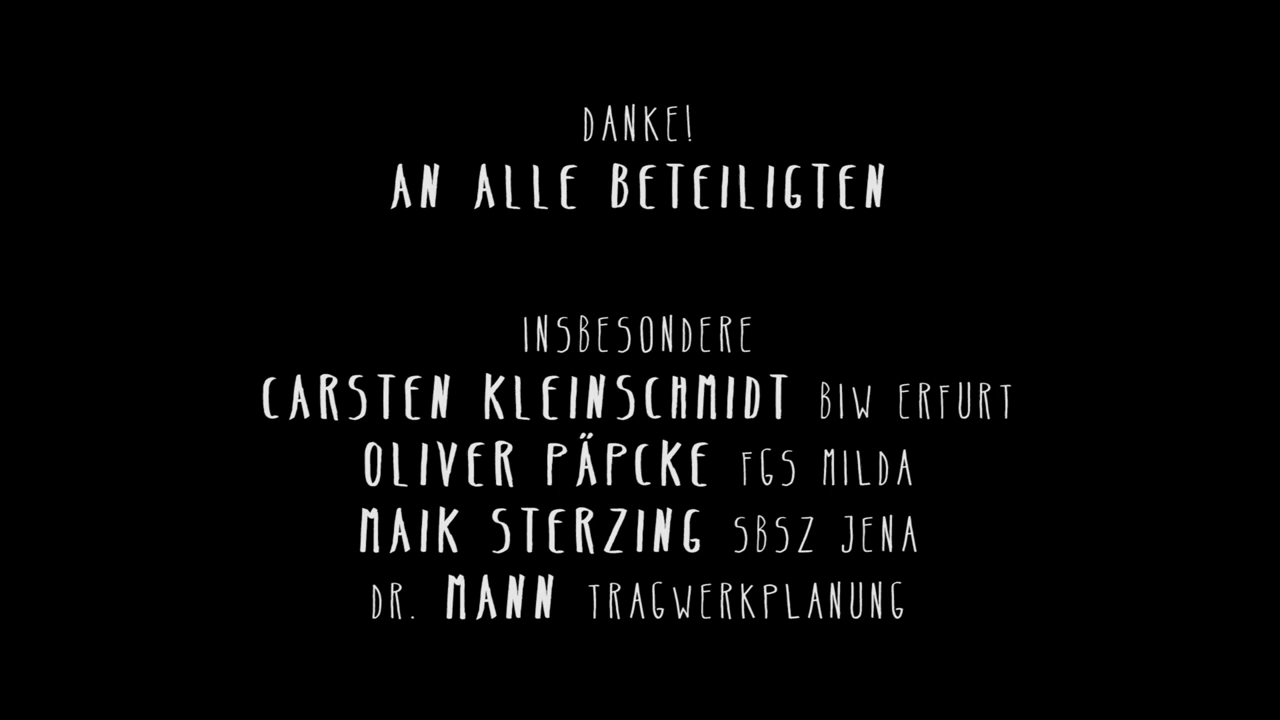 DANKE!
AN ALLE BETEILIGTEN
INSBESONDERE
CARSTEN KLEINSCHMIDT BIW ERFURT
OLIVER PÄPCKE FGS MILDA
MAIK STERZING SBSZ JENA
DR. MANN TRAGWERKPLANUNG